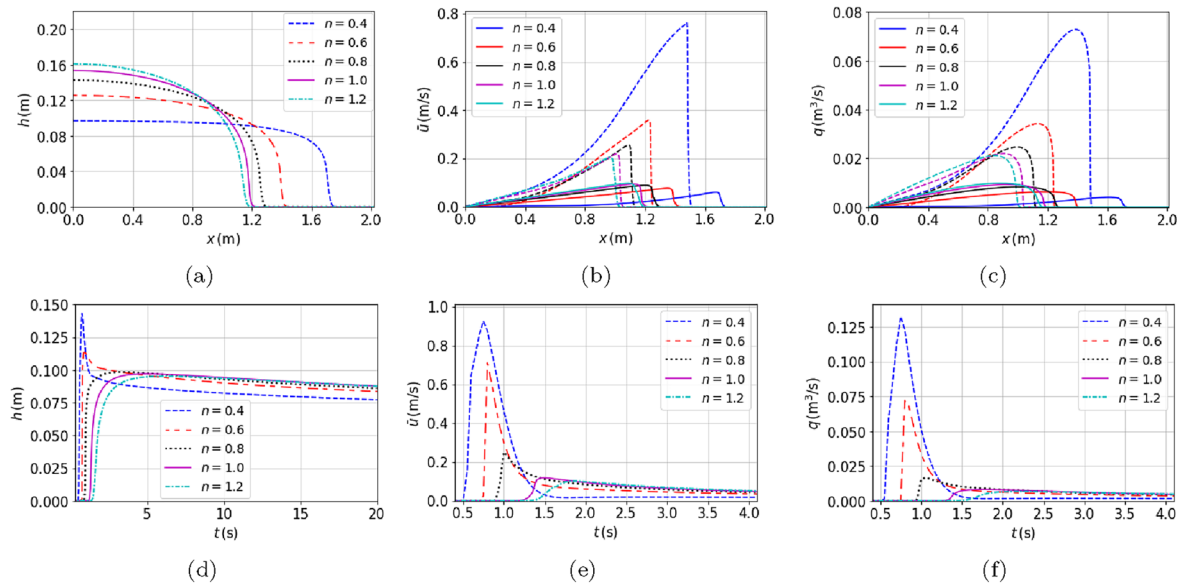 n = 0.4
n = 0.6
n = 0.8
n = 1.0
n = 1.2
0.20
0.16
0.12
0.08
0.04
0.00
h (m)
0.0 0.4 0.8 1.2 1.6 2.0
x (m)
(a)
n = 0.4
n = 0.6
n = 0.8
n = 1.0
n = 1.2
0.8
0.6
0.4
0.2
0.0
ū (m/s)
0.0 0.4 0.8 1.2 1.6 2.0
x (m)
(b)
n = 0.4
n = 0.6
n = 0.8
n = 1.0
n = 1.2
0.08
0.06
0.04
0.02
0.00
q (m³/s)
0.0 0.4 0.8 1.2 1.6 2.0
x (m)
(c)
0.150
0.125
0.100
0.075
0.050
0.025
0.000
h (m)
n = 0.4
n = 0.6
n = 0.8
n = 1.0
n = 1.2
5 10 15 20
t (s)
(d)
1.0
0.8
0.6
0.4
0.2
0.0
ū (m/s)
n = 0.4
n = 0.6
n = 0.8
n = 1.0
n = 1.2
0.5 1.0 1.5 2.0 2.5 3.0 3.5 4.0
t (s)
(e)
0.125
0.100
0.075
0.050
0.025
0.000
q (m³/s)
n = 0.4
n = 0.6
n = 0.8
n = 1.0
n = 1.2
0.5 1.0 1.5 2.0 2.5 3.0 3.5 4.0
t (s)
(f)